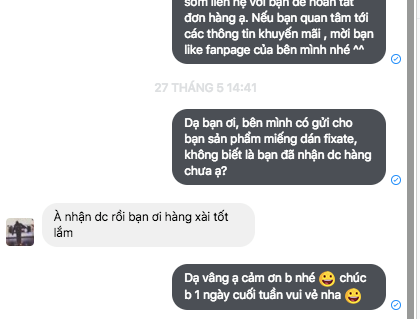 sớm liên hệ với bạn để hoàn tất
đơn hàng ạ. Nếu bạn quan tâm tới
các thông tin khuyến mãi , mời bạn
like fanpage của bên mình nhé ^^
27 THÁNG 5 14:41
Dạ bạn ơi, bên mình có gửi cho
bạn sản phẩm miếng dán fixate,
không biết là bạn đã nhận dc hàng
chưa ạ?
À nhận dc rồi bạn ơi hàng xài tốt
lắm
Dạ vâng ạ cảm ơn b nhé 😀 chúc
b 1 ngày cuối tuần vui vẻ nha 😀